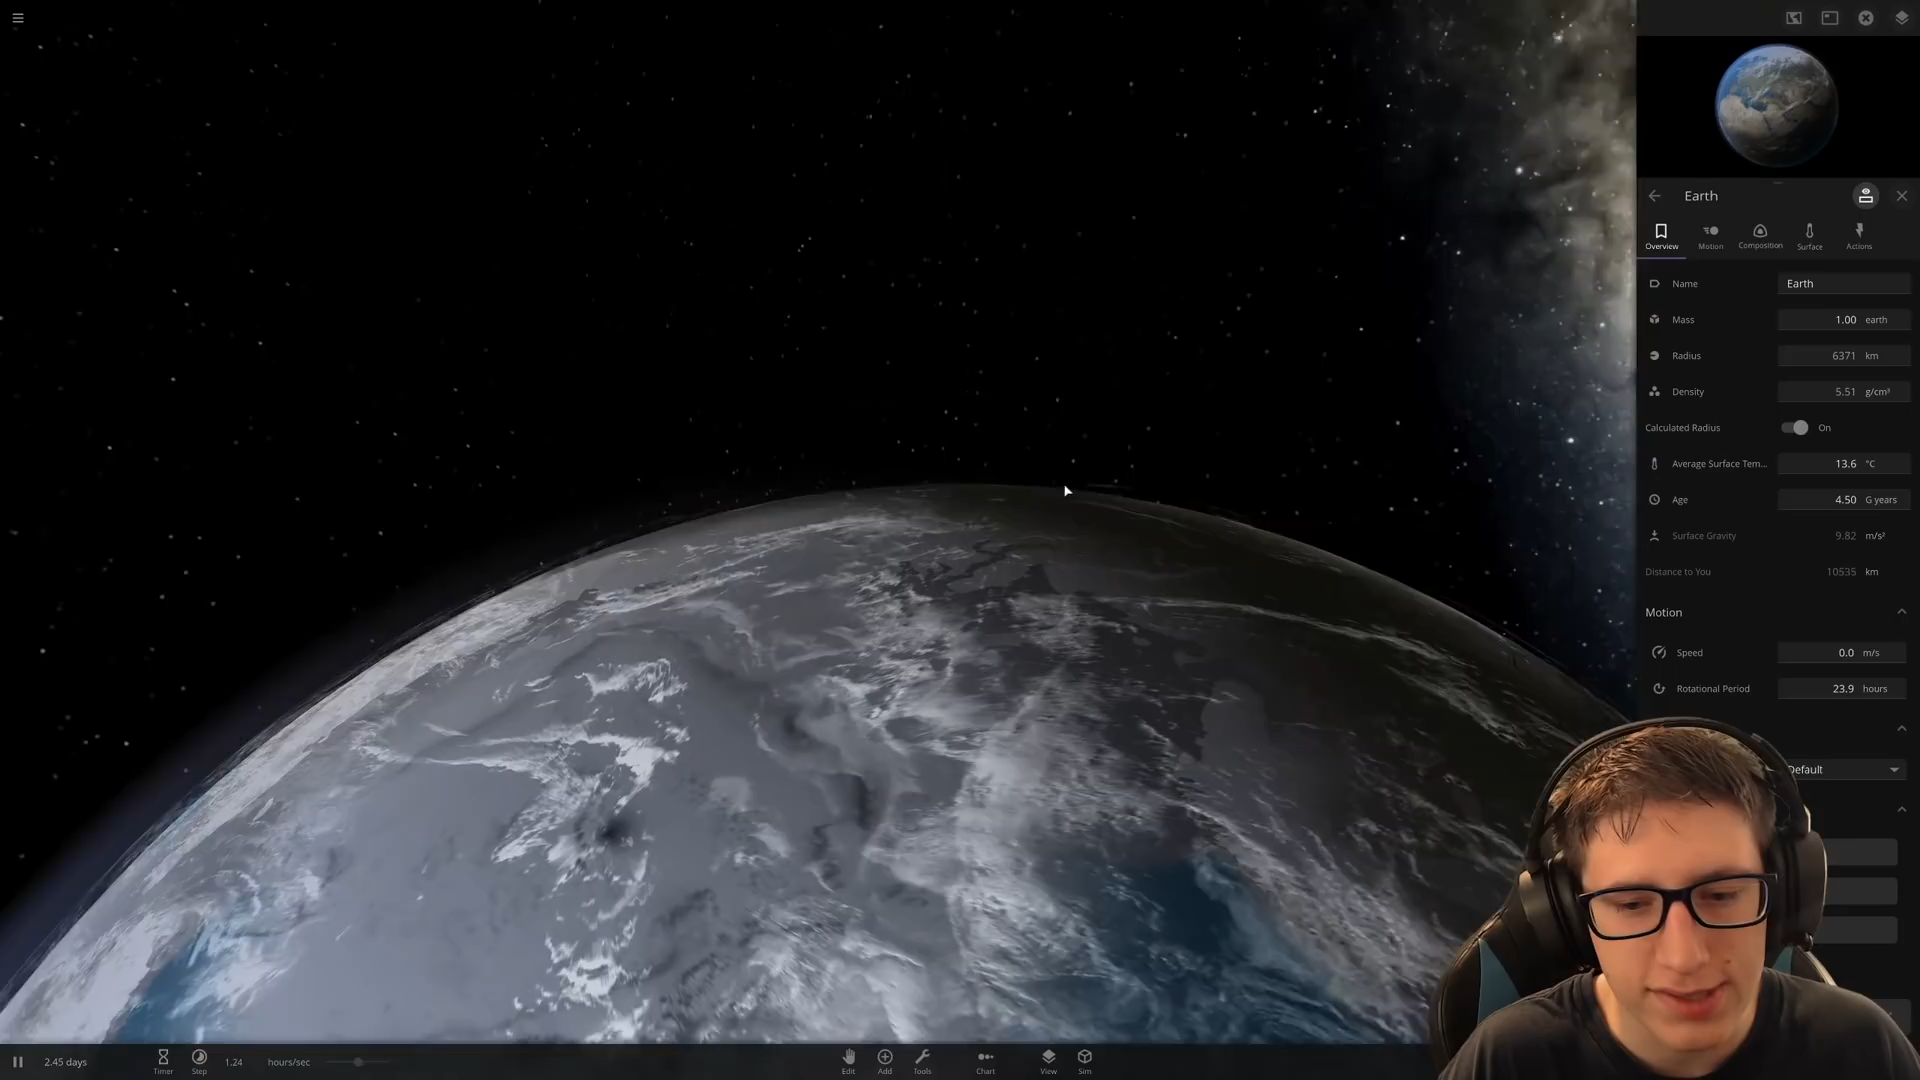 Earth
Overview
Motion
Composition
Surface
Actions
Name Earth
Mass 1.00 earth
Radius 6371 km
Density 5.51 g/cm³
Calculated Radius On
Average Surface Tem... 13.6 °C
Age 4.50 G years
Surface Gravity 9.82 m/s²
Distance to You 10535 km
Motion
Speed 0.0 m/s
Rotational Period 23.9 hours
Default
2.45 days
Timer
Step
1.24 hours/sec
Edit
Add
Tools
Chart
View
Sim